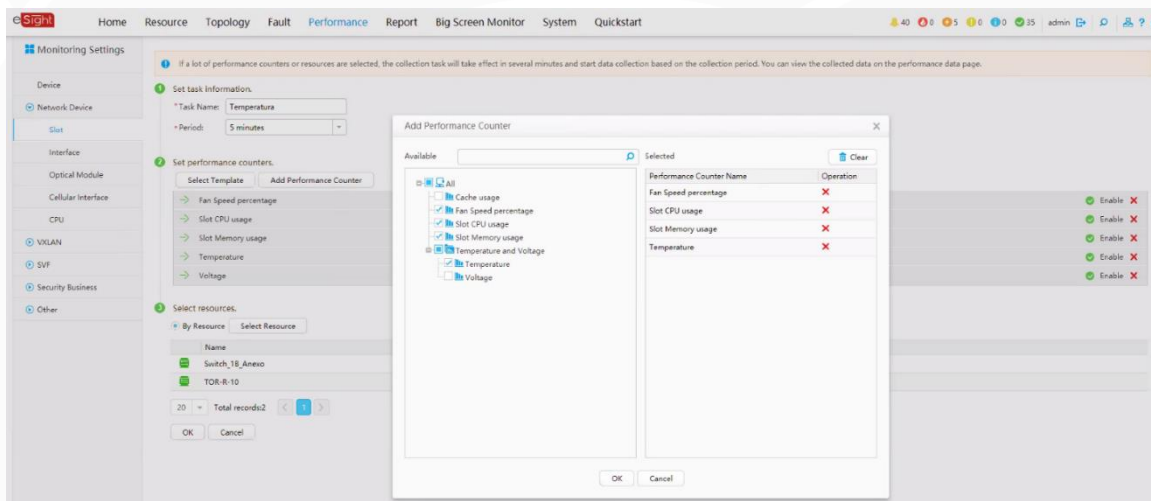 eSight Home Resource Topology Fault Performance Report Big Screen Monitor System Quickstart 40 0 5 0 0 35 admin ?
Monitoring Settings
If a lot of performance counters or resources are selected, the collection task will take effect in several minutes and start data collection based on the collection period. You can view the collected data on the performance data page.
Device
Network Device
Slot
Interface
Optical Module
Cellular Interface
CPU
VXLAN
SVF
Security Business
Other
1 Set task information.
*Task Name: Temperatura
*Period: 5 minutes
2 Set performance counters.
Select Template Add Performance Counter
Fan Speed percentage Enable
Slot CPU usage Enable
Slot Memory usage Enable
Temperature Enable
Voltage Enable
3 Select resources.
By Resource Select Resource
Name
Switch_18_Anexo
TOR-R-10
20 Total records:2 < 1 >
OK Cancel
Add Performance Counter X
Available
All
Cache usage
Fan Speed percentage
Slot CPU usage
Slot Memory usage
Temperature and Voltage
Temperature
Voltage
Selected Clear
Performance Counter Name Operation
Fan Speed percentage
Slot CPU usage
Slot Memory usage
Temperature
OK Cancel